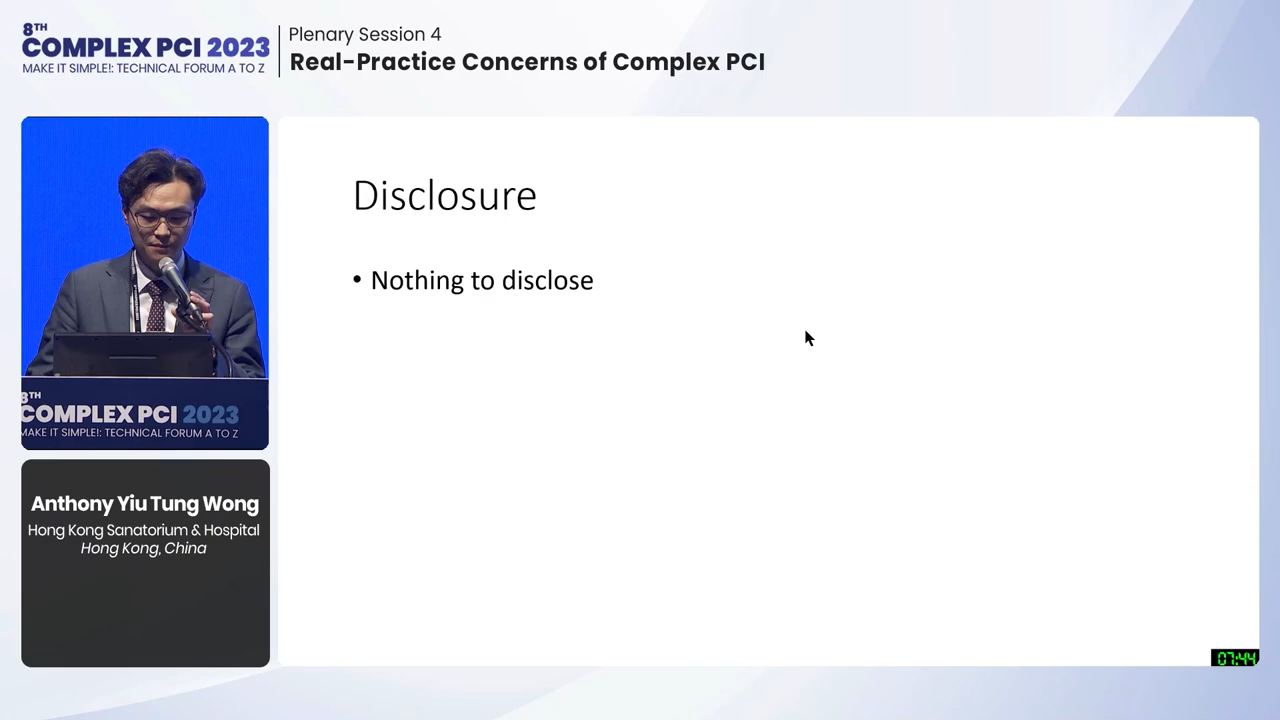 8TH
COMPLEX PCI 2023
MAKE IT SIMPLE!: TECHNICAL FORUM A TO Z
Plenary Session 4
Real-Practice Concerns of Complex PCI
Disclosure
• Nothing to disclose
8TH
COMPLEX PCI 2023
MAKE IT SIMPLE!: TECHNICAL FORUM A TO Z
Anthony Yiu Tung Wong
Hong Kong Sanatorium & Hospital
Hong Kong, China
07:44